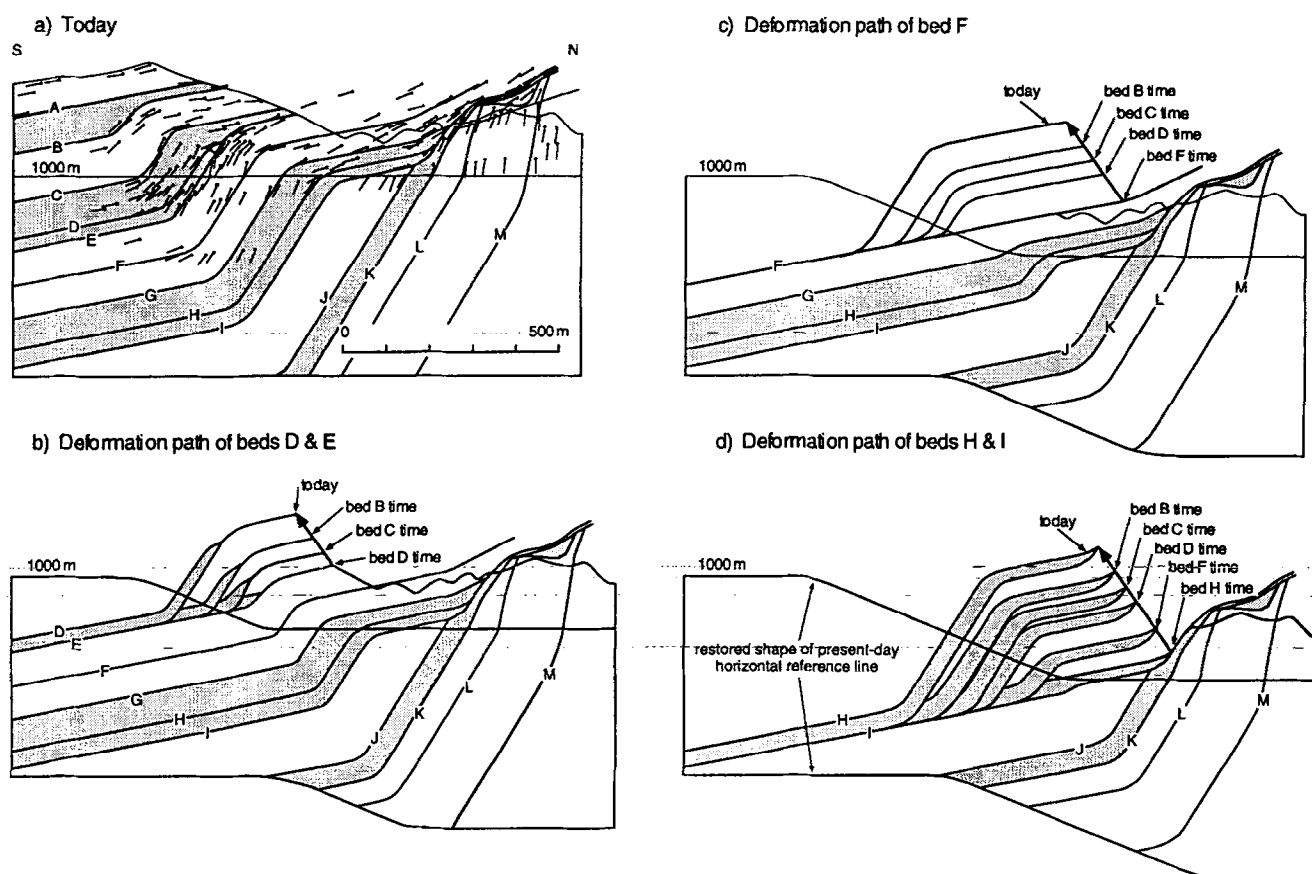 a) Today
S
N
A
B
1000 m
C
D
E
F
G
H
I
J
K
L
M
0
500 m
c) Deformation path of bed F
today
bed B time
bed C time
bed D time
bed F time
1000 m
F
G
H
I
J
K
L
M
b) Deformation path of beds D & E
today
bed B time
bed C time
bed D time
1000 m
D
E
F
G
H
I
J
K
L
M
d) Deformation path of beds H & I
today
bed B time
bed C time
bed D time
bed F time
bed H time
1000 m
restored shape of present-day
horizontal reference line
H
I
J
K
L
M